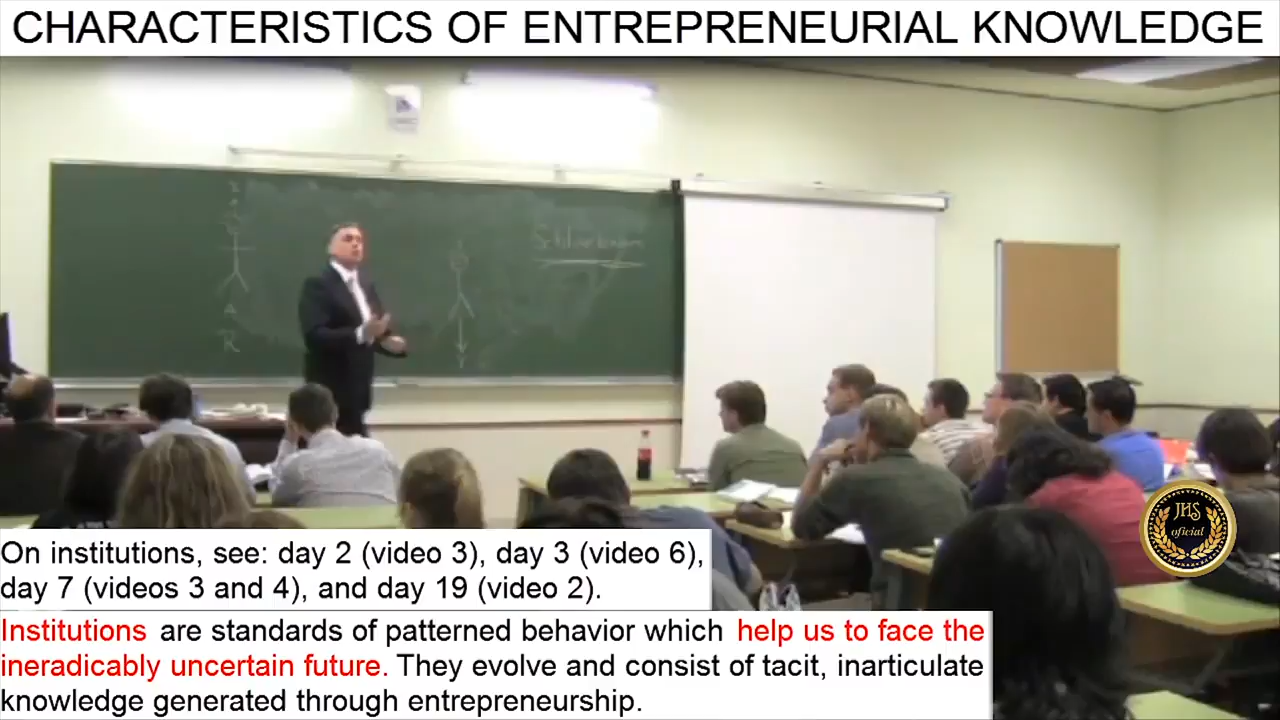 CHARACTERISTICS OF ENTREPRENEURIAL KNOWLEDGE
JHS
oficial
On institutions, see: day 2 (video 3), day 3 (video 6),
day 7 (videos 3 and 4), and day 19 (video 2).
Institutions are standards of patterned behavior which help us to face the
ineradicably uncertain future. They evolve and consist of tacit, inarticulate
knowledge generated through entrepreneurship.